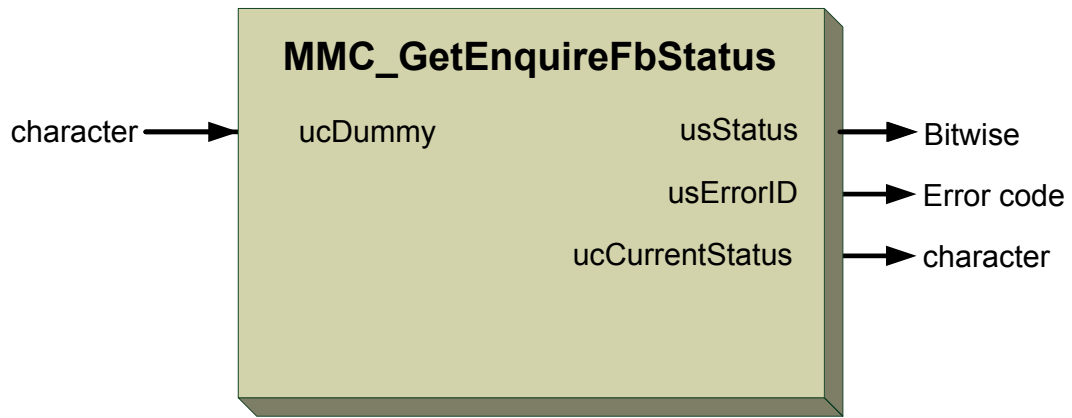 MMC_GetEnquireFbStatus
character ucDummy usStatus Bitwise
usErrorID Error code
ucCurrentStatus character